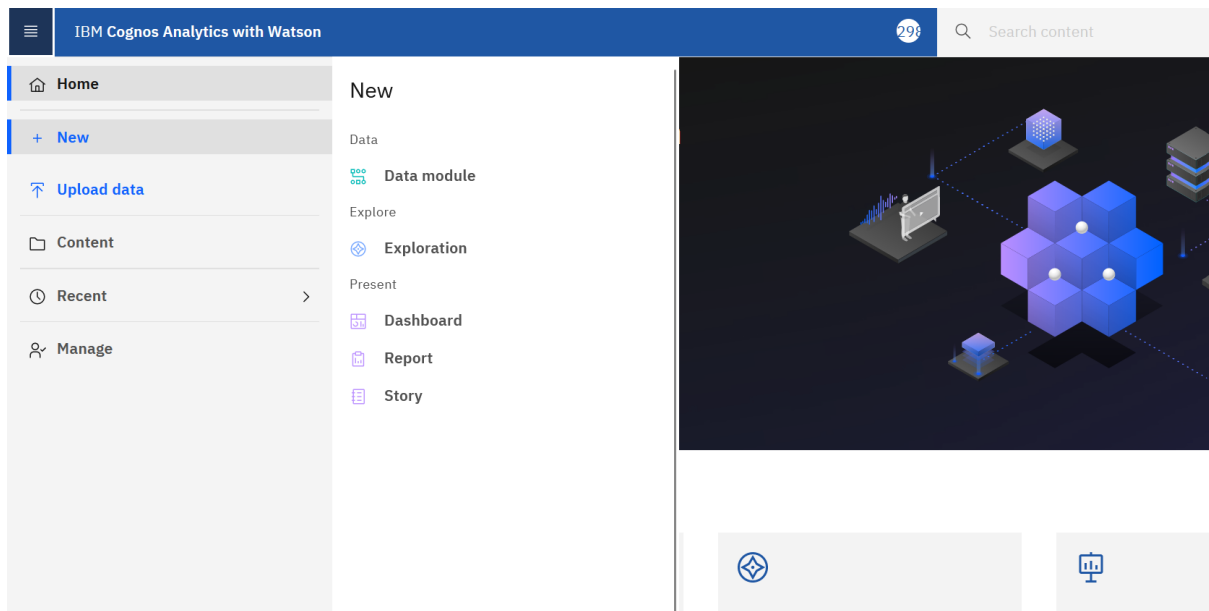 IBM Cognos Analytics with Watson
298
Search content
Home
New
Upload data
Content
Recent
Manage
New
Data
Data module
Explore
Exploration
Present
Dashboard
Report
Story